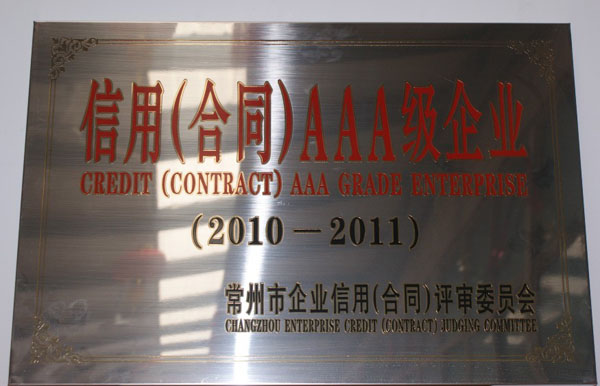 信用(合同)AAA级企业
CREDIT (CONTRACT) AAA GRADE ENTERPRISE
(2010－2011)
常州市企业信用(合同)评审委员会
CHANGZHOU ENTERPRISE CREDIT (CONTRACT) JUDGING COMMITTEE